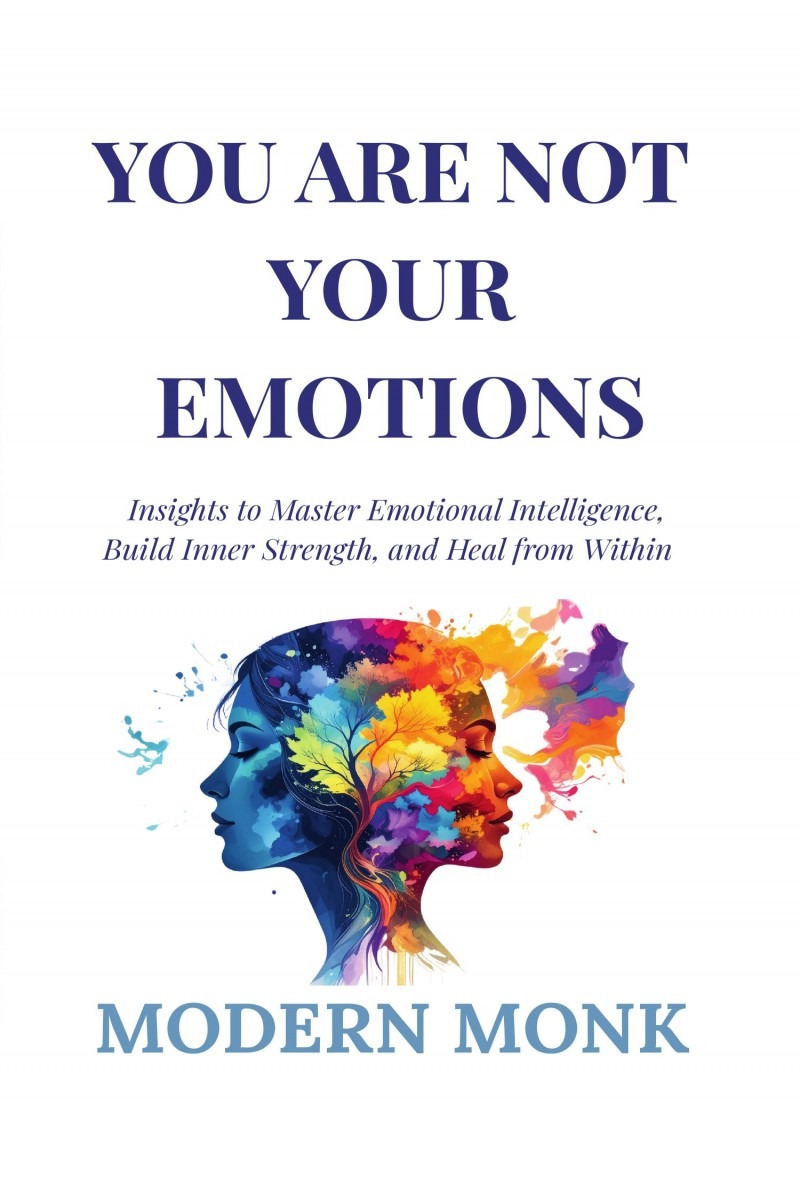 YOU ARE NOT
YOUR
EMOTIONS
Insights to Master Emotional Intelligence,
Build Inner Strength, and Heal from Within
MODERN MONK